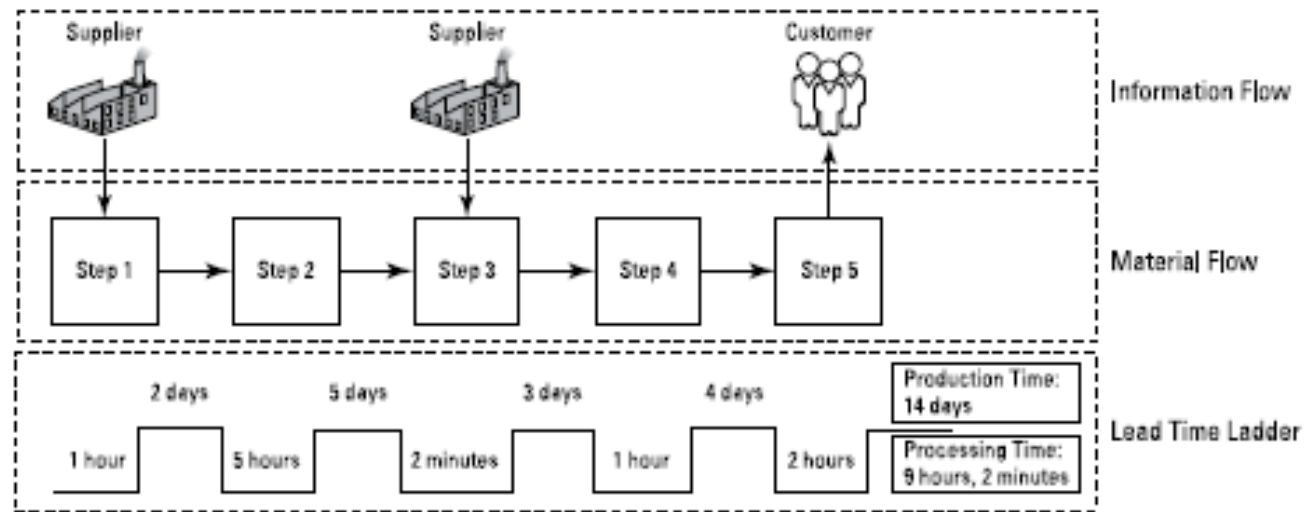 Supplier
Supplier
Customer
Information Flow
Step 1
Step 2
Step 3
Step 4
Step 5
Material Flow
2 days
5 days
3 days
4 days
Production Time:
14 days
Lead Time Ladder
1 hour
5 hours
2 minutes
1 hour
2 hours
Processing Time:
9 hours, 2 minutes